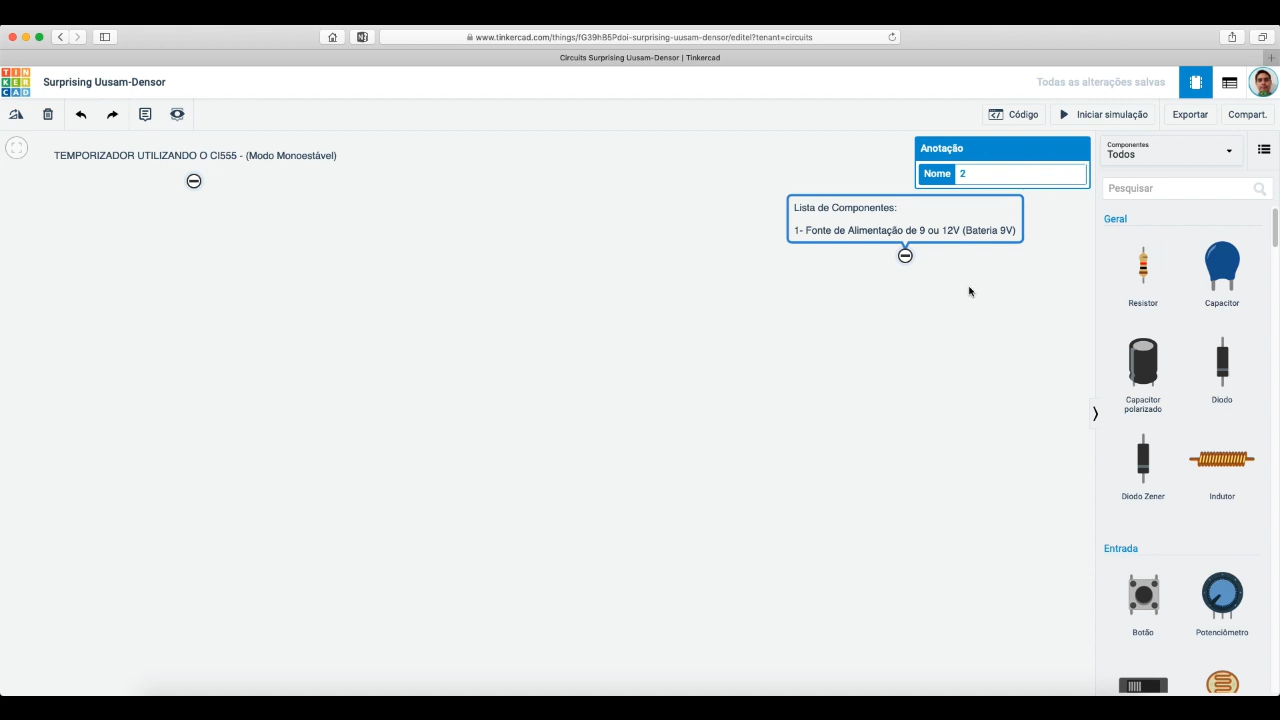 www.tinkercad.com/things/fG39hB5Pdoi-surprising-uusam-densor/editel?tenant=circuits
Circuits Surprising Uusam-Densor | Tinkercad
TIN
KER
CAD
Surprising Uusam-Densor
Todas as alterações salvas
Código
Iniciar simulação
Exportar
Compart.
TEMPORIZADOR UTILIZANDO O CI555 - (Modo Monoestável)
Anotação
Nome 2
Lista de Componentes:
1- Fonte de Alimentação de 9 ou 12V (Bateria 9V)
Componentes
Todos
Pesquisar
Geral
Resistor
Capacitor
Capacitor
polarizado
Diodo
Diodo Zener
Indutor
Entrada
Botão
Potenciômetro